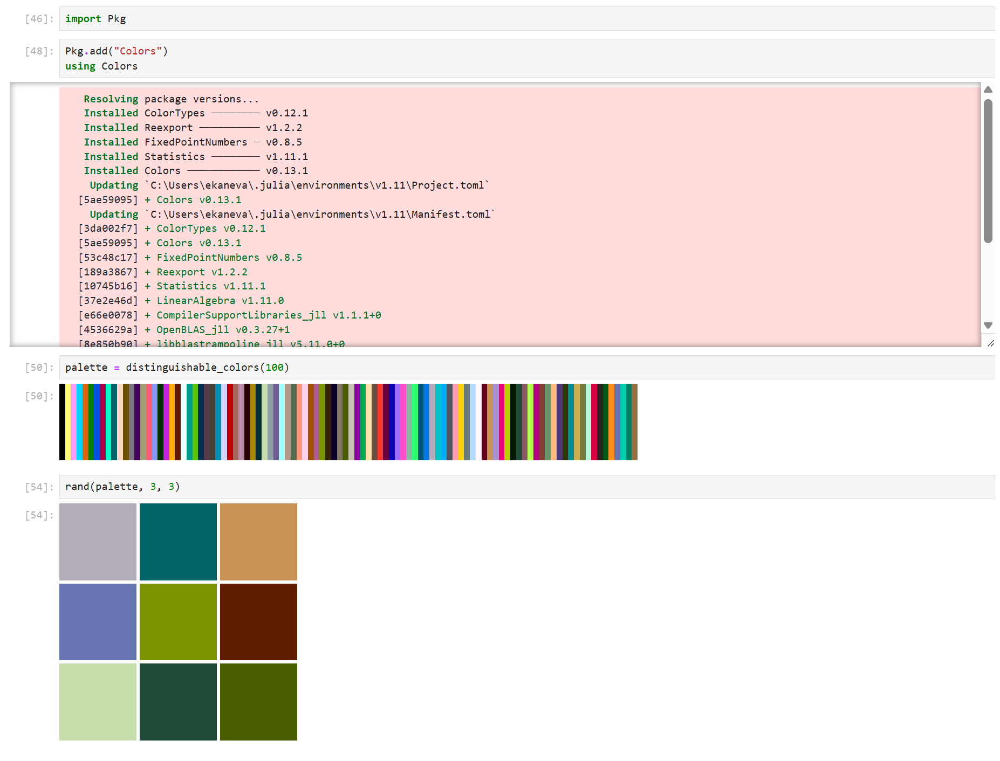 [46]: import Pkg
[48]: Pkg.add("Colors")
using Colors
Resolving package versions...
Installed ColorTypes ──────── v0.12.1
Installed Reexport ────────── v1.2.2
Installed FixedPointNumbers ─ v0.8.5
Installed Statistics ──────── v1.11.1
Installed Colors ──────────── v0.13.1
Updating `C:\Users\ekaneva\.julia\environments\v1.11\Project.toml`
[5ae59095] + Colors v0.13.1
Updating `C:\Users\ekaneva\.julia\environments\v1.11\Manifest.toml`
[3da002f7] + ColorTypes v0.12.1
[5ae59095] + Colors v0.13.1
[53c48c17] + FixedPointNumbers v0.8.5
[189a3867] + Reexport v1.2.2
[10745b16] + Statistics v1.11.1
[37e2e46d] + LinearAlgebra v1.11.0
[e66e0078] + CompilerSupportLibraries_jll v1.1.1+0
[4536629a] + OpenBLAS_jll v0.3.27+1
[8e850b90] + libblastrampoline_jll v5.11.0+0
[50]: palette = distinguishable_colors(100)
[50]:
[54]: rand(palette, 3, 3)
[54]: